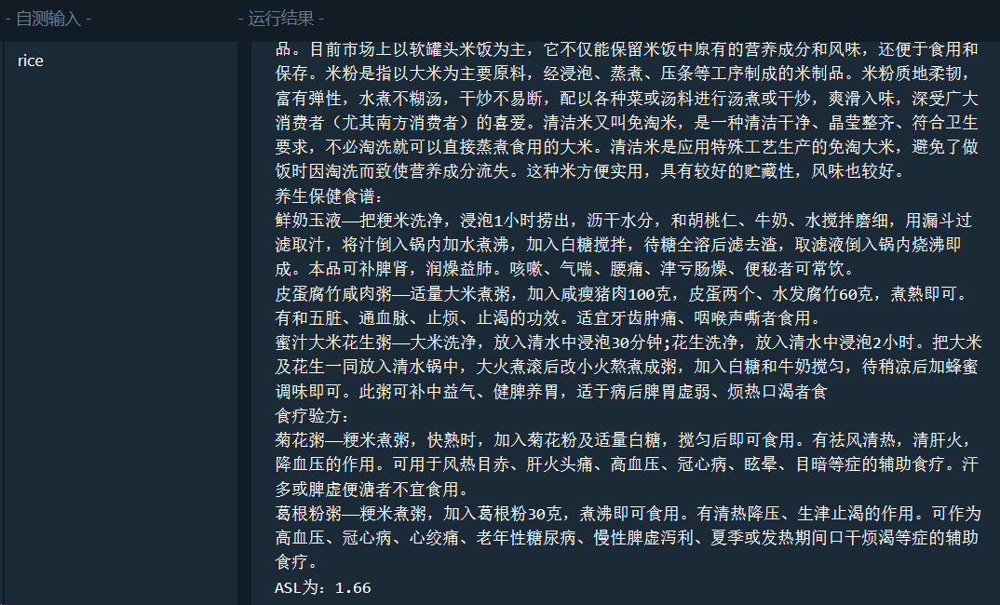 - 自测输入 -
- 运行结果 -
rice
品。目前市场上以软罐头米饭为主，它不仅能保留米饭中原有的营养成分和风味，还便于食用和
保存。米粉是指以大米为主要原料，经浸泡、蒸煮、压条等工序制成的米制品。米粉质地柔韧，
富有弹性，水煮不糊汤，干炒不易断，配以各种菜或汤料进行汤煮或干炒，爽滑入味，深受广大
消费者（尤其南方消费者）的喜爱。清洁米又叫免淘米，是一种清洁干净、晶莹整齐、符合卫生
要求，不必淘洗就可以直接蒸煮食用的大米。清洁米是应用特殊工艺生产的免淘大米，避免了做
饭时因淘洗而致使营养成分流失。这种米方便实用，具有较好的贮藏性，风味也较好。
养生保健食谱：
鲜奶玉液——把粳米洗净，浸泡1小时捞出，沥干水分，和胡桃仁、牛奶、水搅拌磨细，用漏斗过
滤取汁，将汁倒入锅内加水煮沸，加入白糖搅拌，待糖全溶后滤去渣，取滤液倒入锅内烧沸即
成。本品可补脾肾，润燥益肺。咳嗽、气喘、腰痛、津亏肠燥、便秘者可常饮。
皮蛋腐竹咸肉粥——适量大米煮粥，加入咸瘦猪肉100克，皮蛋两个、水发腐竹60克，煮熟即可。
有和五脏、通血脉、止烦、止渴的功效。适宜牙齿肿痛、咽喉声嘶者食用。
蜜汁大米花生粥——大米洗净，放入清水中浸泡30分钟;花生洗净，放入清水中浸泡2小时。把大米
及花生一同放入清水锅中，大火煮滚后改小火熬煮成粥，加入白糖和牛奶搅匀，待稍凉后加蜂蜜
调味即可。此粥可补中益气、健脾养胃，适于病后脾胃虚弱、烦热口渴者食
食疗验方：
菊花粥——粳米煮粥，快熟时，加入菊花粉及适量白糖，搅匀后即可食用。有祛风清热，清肝火，
降血压的作用。可用于风热目赤、肝火头痛、高血压、冠心病、眩晕、目暗等症的辅助食疗。汗
多或脾虚便溏者不宜食用。
葛根粉粥——粳米煮粥，加入葛根粉30克，煮沸即可食用。有清热降压、生津止渴的作用。可作为
高血压、冠心病、心绞痛、老年性糖尿病、慢性脾虚泻利、夏季或发热期间口干烦渴等症的辅助
食疗。
ASL为：1.66